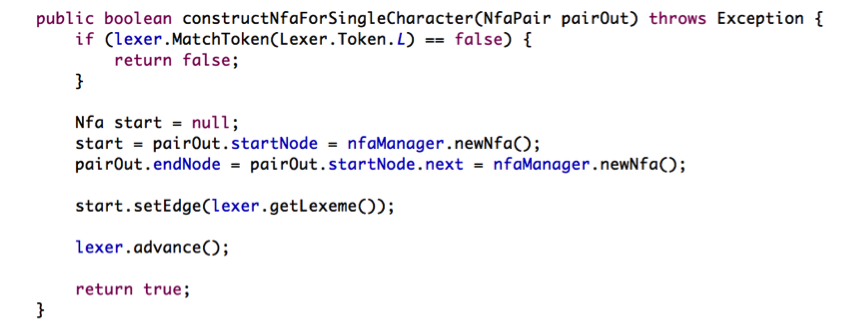 public boolean constructNfaForSingleCharacter(NfaPair pairOut) throws Exception {
if (lexer.MatchToken(Lexer.Token.L) == false) {
return false;
}
Nfa start = null;
start = pairOut.startNode = nfaManager.newNfa();
pairOut.endNode = pairOut.startNode.next = nfaManager.newNfa();
start.setEdge(lexer.getLexeme());
lexer.advance();
return true;
}